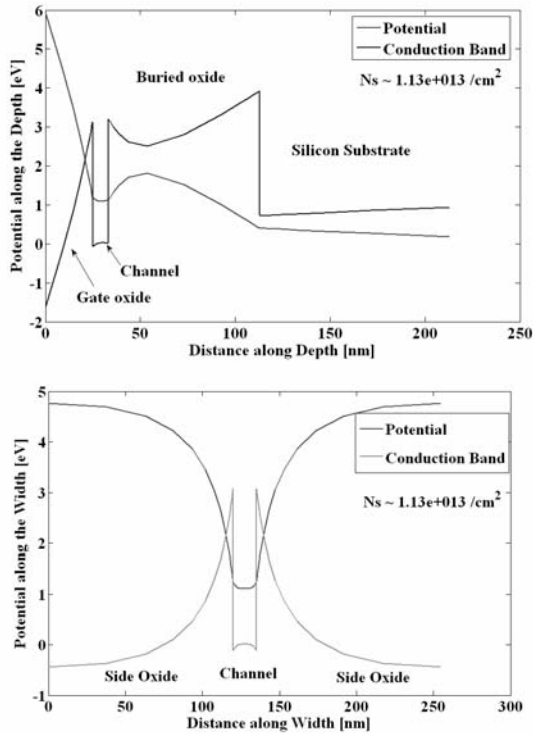 6
5
4
3
2
1
0
-1
-2
0
50
100
150
200
250
Potential along the Depth [eV]
Distance along Depth [nm]
Potential
Conduction Band
Ns ~ 1.13e+013 /cm²
Buried oxide
Silicon Substrate
Channel
Gate oxide
5
4
3
2
1
0
-1
0
50
100
150
200
250
300
Potential along the Width [eV]
Distance along Width [nm]
Potential
Conduction Band
Ns ~ 1.13e+013 /cm²
Side Oxide
Channel
Side Oxide